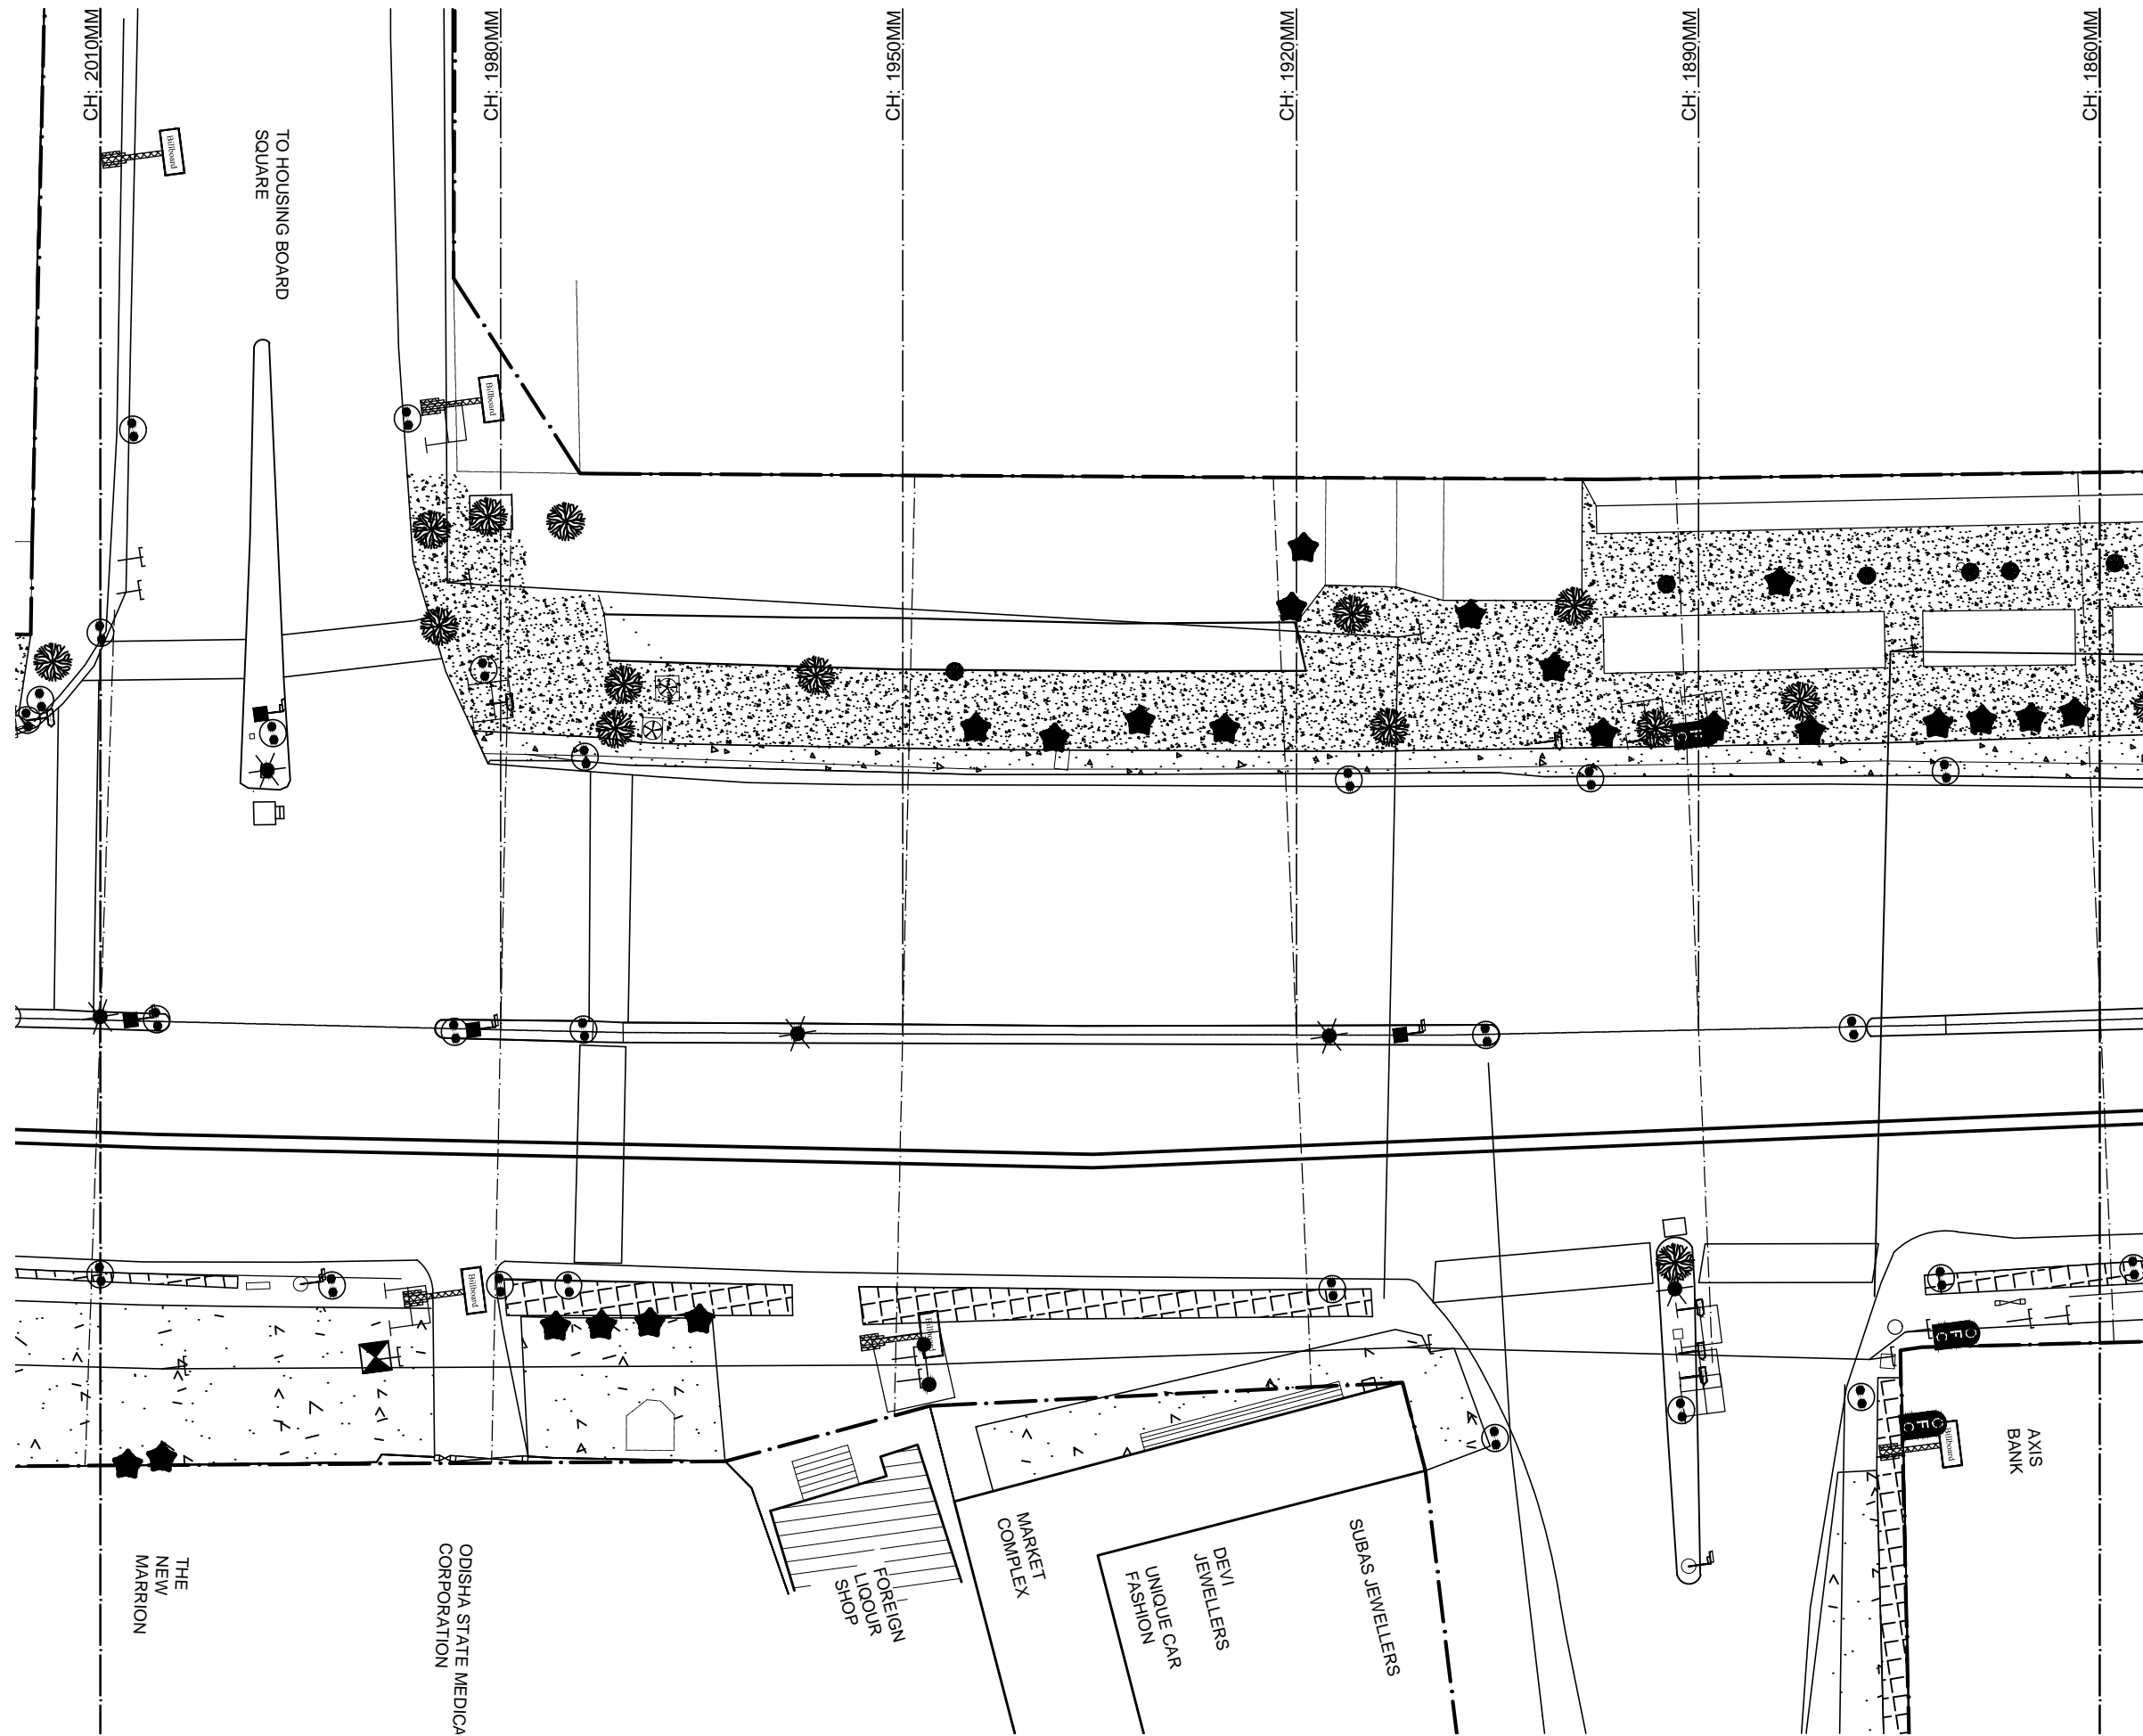 CH: 2010MM
CH: 1980MM
CH: 1950MM
CH: 1920MM
CH: 1890MM
CH: 1860MM
Billboard
TO HOUSING BOARD
SQUARE
Billboard
Billboard
Billboard
Billboard
AXIS
BANK
THE
NEW
MARRION
ODISHA STATE MEDICA
CORPORATION
FOREIGN
LIQOUR
SHOP
MARKET
COMPLEX
UNIQUE CAR
FASHION
DEVI
JEWELLERS
SUBAS JEWELLERS
OFC
OFC